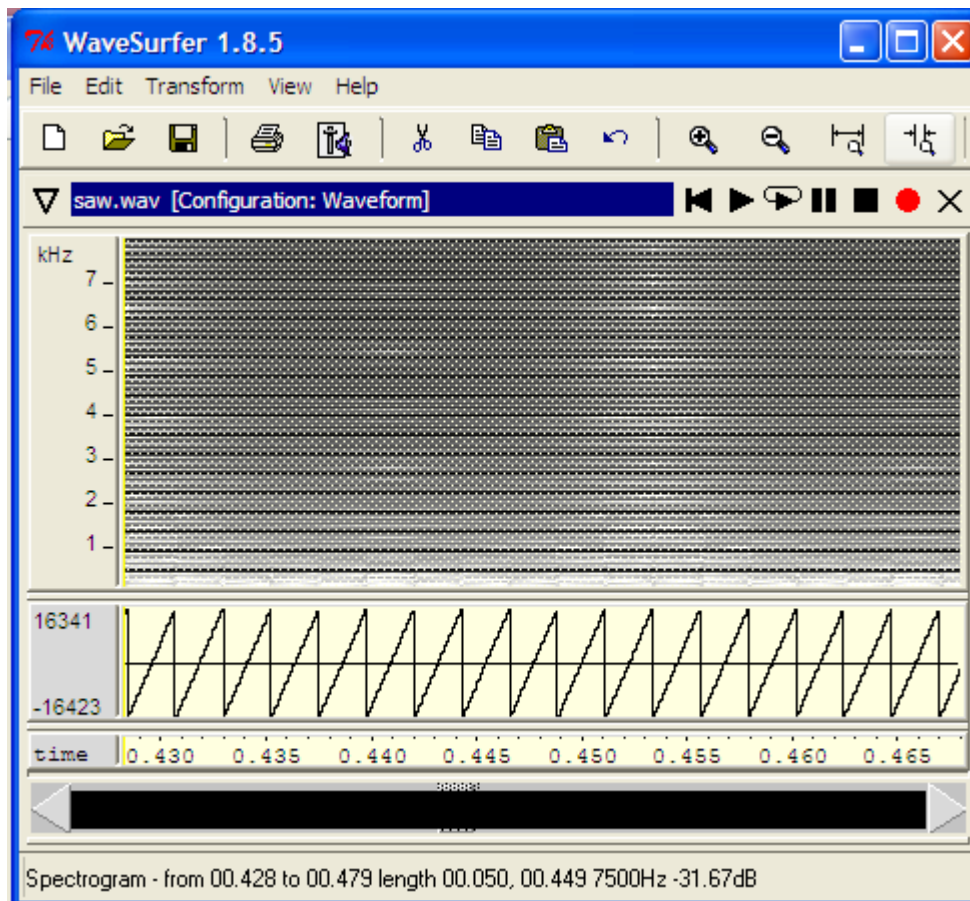 WaveSurfer 1.8.5
File Edit Transform View Help
saw.wav [Configuration: Waveform]
kHz
7
6
5
4
3
2
1
16341
-16423
time 0.430 0.435 0.440 0.445 0.450 0.455 0.460 0.465
Spectrogram - from 00.428 to 00.479 length 00.050, 00.449 7500Hz -31.67dB